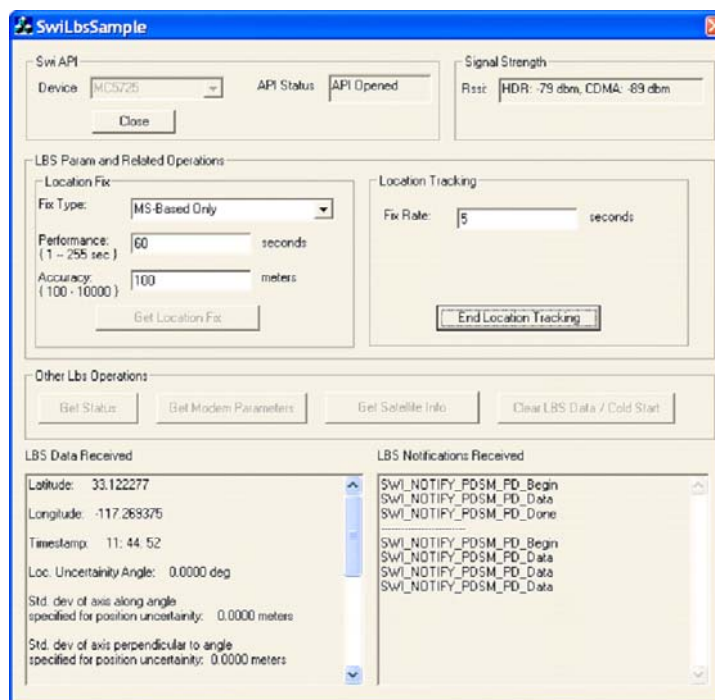 SwiLbsSample
Swi API
Device MC5725 API Status API Opened
Close
Signal Strength
Rssi: HDR: -79 dbm, CDMA: -89 dbm
LBS Param and Related Operations
Location Fix
Fix Type: MS-Based Only
Performance: 60 seconds
( 1 -- 255 sec )
Accuracy: 100 meters
( 100 - 10000 )
Get Location Fix
Location Tracking
Fix Rate: 5 seconds
End Location Tracking
Other Lbs Operations
Get Status Get Modem Parameters Get Satellite Info Clear LBS Data / Cold Start
LBS Data Received
Latitude: 33.122277
Longitude: -117.269375
Timestamp: 11: 44: 52
Loc. Uncertainity Angle: 0.0000 deg
Std. dev of axis along angle
specified for position uncertainity: 0.0000 meters
Std. dev of axis perpendicular to angle
specified for position uncertainity: 0.0000 meters
LBS Notifications Received
SWI_NOTIFY_PDSM_PD_Begin
SWI_NOTIFY_PDSM_PD_Data
SWI_NOTIFY_PDSM_PD_Done
------------------------
SWI_NOTIFY_PDSM_PD_Begin
SWI_NOTIFY_PDSM_PD_Data
SWI_NOTIFY_PDSM_PD_Data
SWI_NOTIFY_PDSM_PD_Data